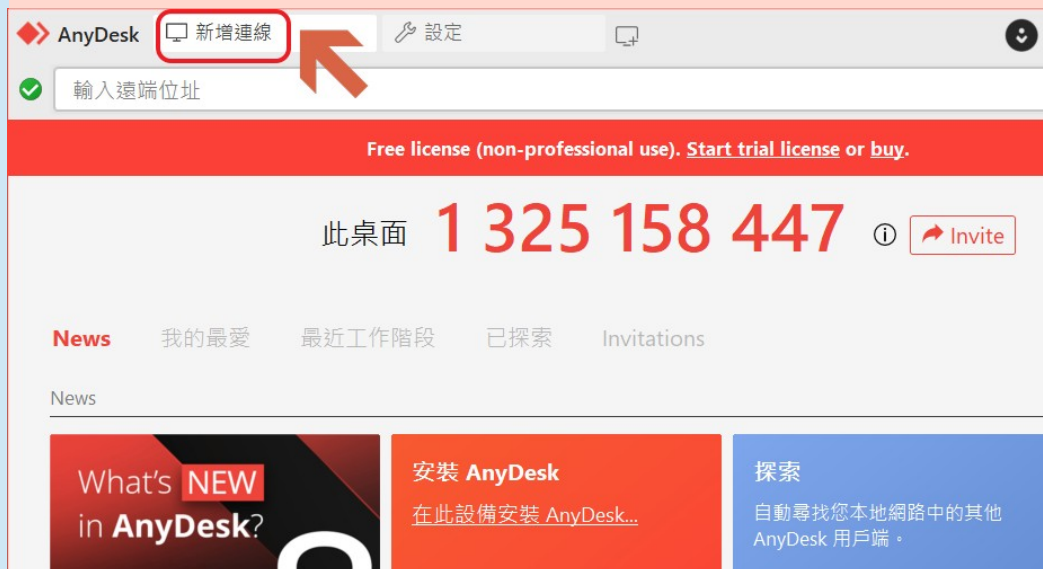 AnyDesk 新增連線 設定
輸入遠端位址
Free license (non-professional use). Start trial license or buy.
此桌面 1 325 158 447 Invite
News 我的最愛 最近工作階段 已探索 Invitations
News
What's NEW
in AnyDesk?
安裝 AnyDesk
在此設備安裝 AnyDesk...
探索
自動尋找您本地網路中的其他
AnyDesk 用戶端。